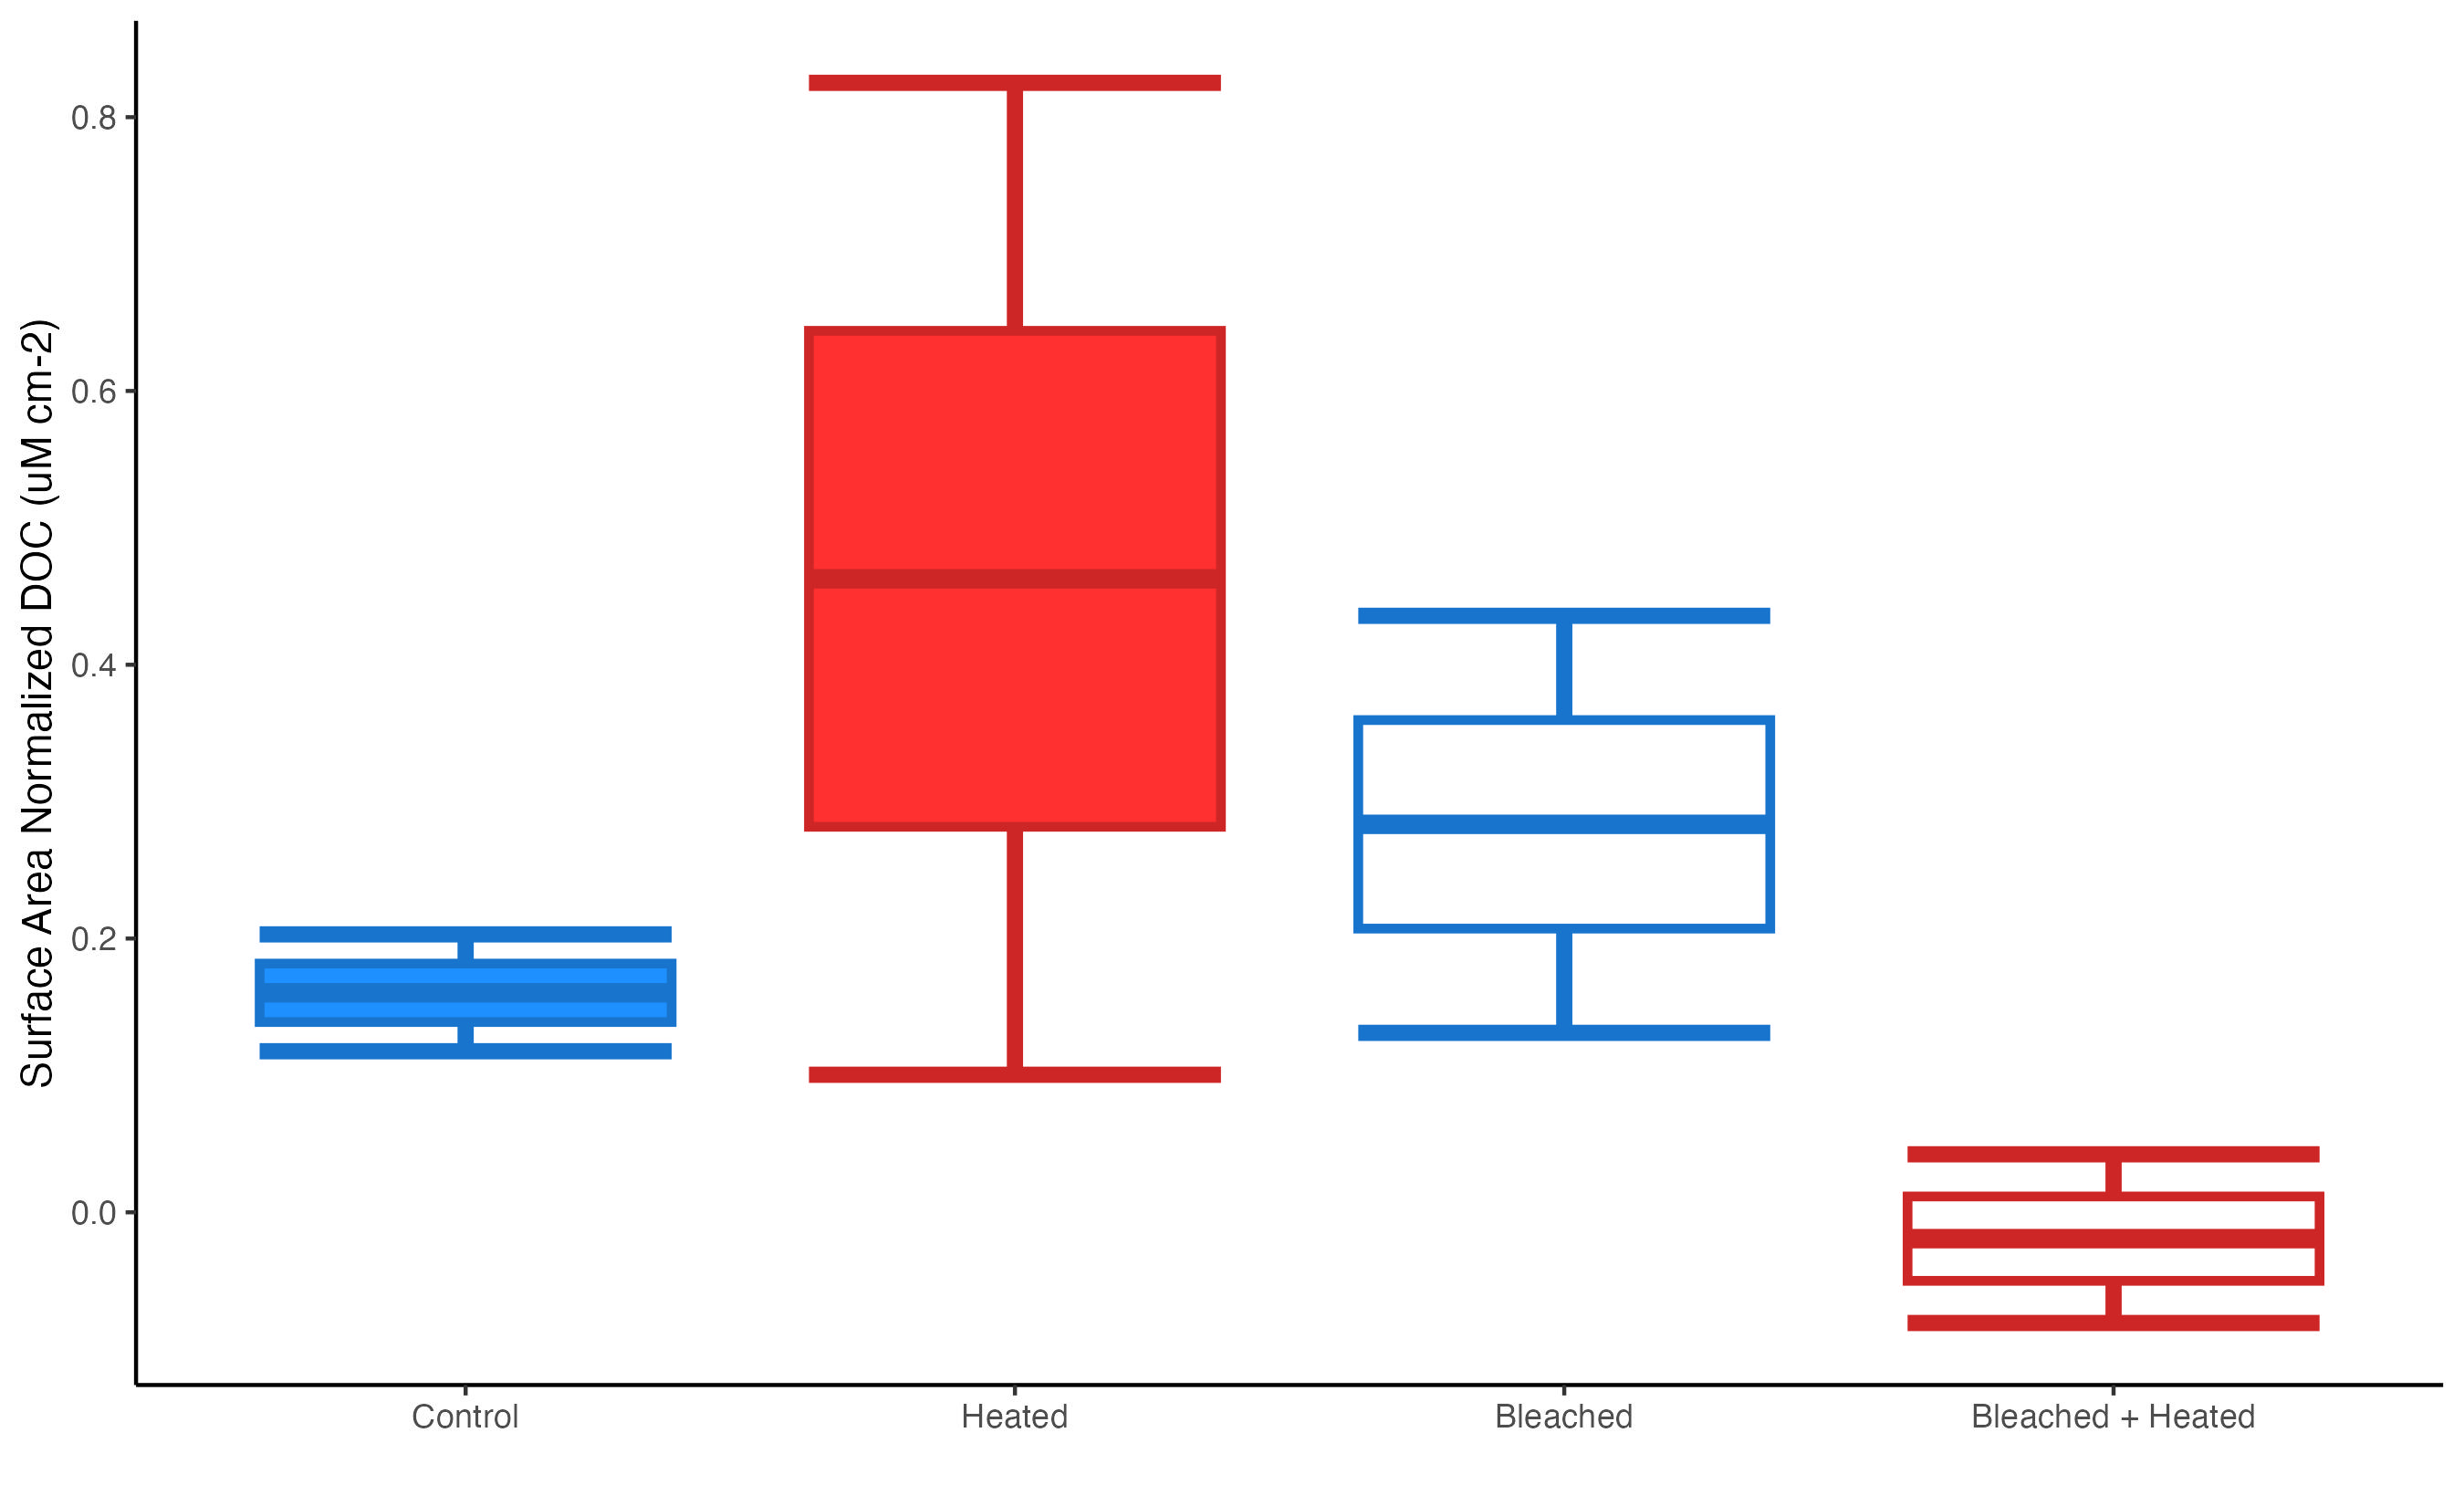 Surface Area Normalized DOC (uM cm-2)
0.8
0.6
0.4
0.2
0.0
Control
Heated
Bleached
Bleached + Heated